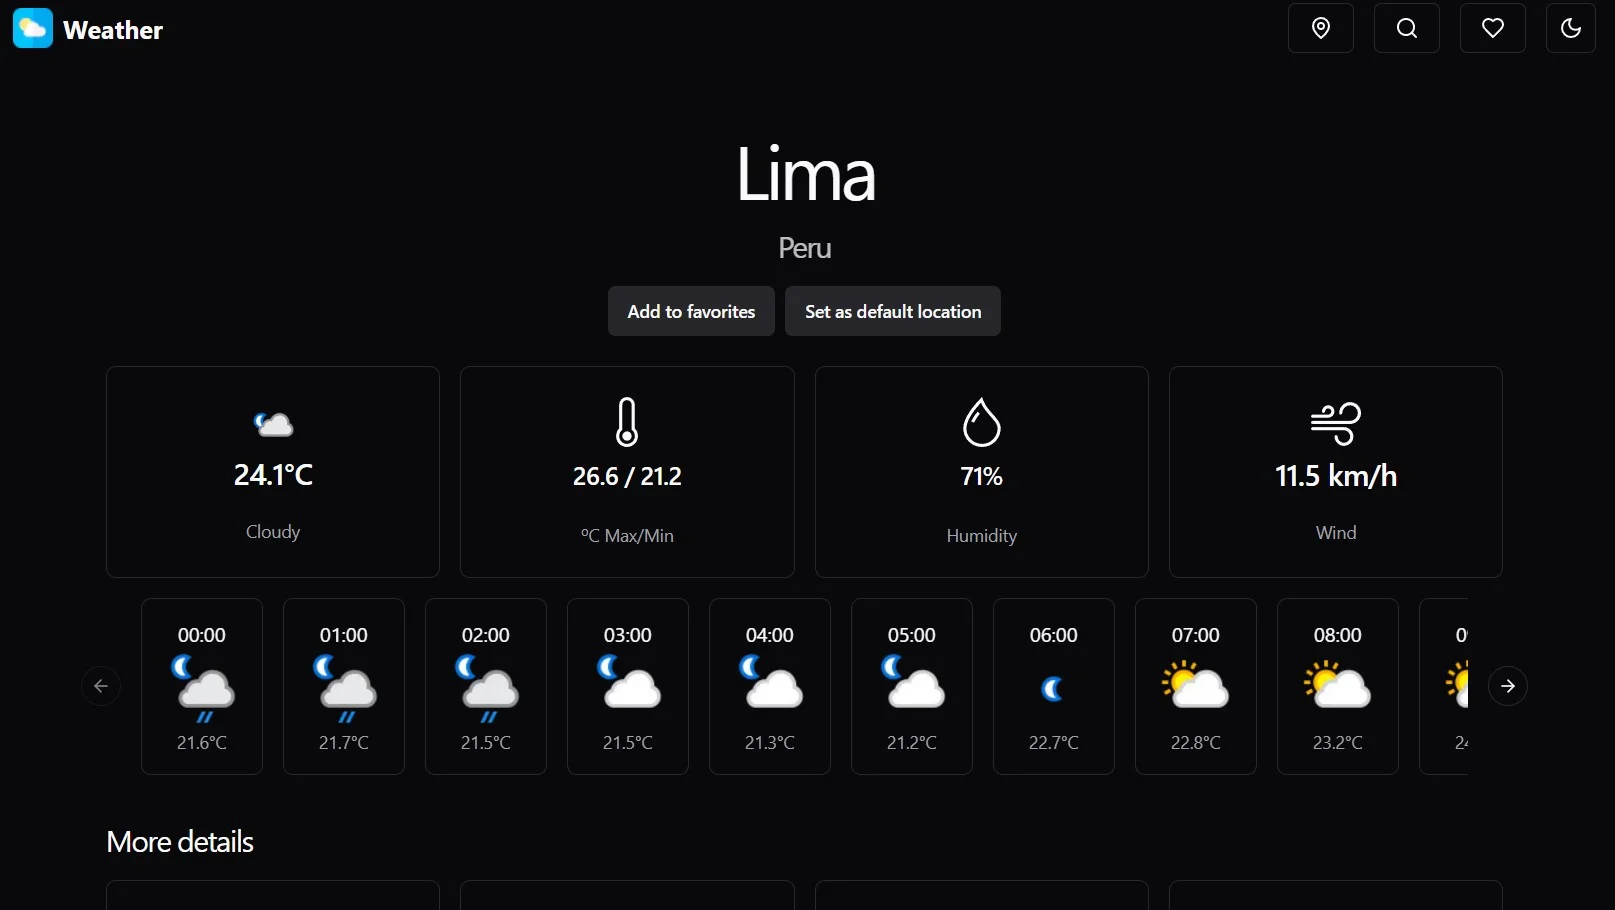 Weather
Lima
Peru
Add to favorites
Set as default location
24.1°C
Cloudy
26.6 / 21.2
ºC Max/Min
71%
Humidity
11.5 km/h
Wind
00:00
21.6°C
01:00
21.7°C
02:00
21.5°C
03:00
21.5°C
04:00
21.3°C
05:00
21.2°C
06:00
22.7°C
07:00
22.8°C
08:00
23.2°C
More details